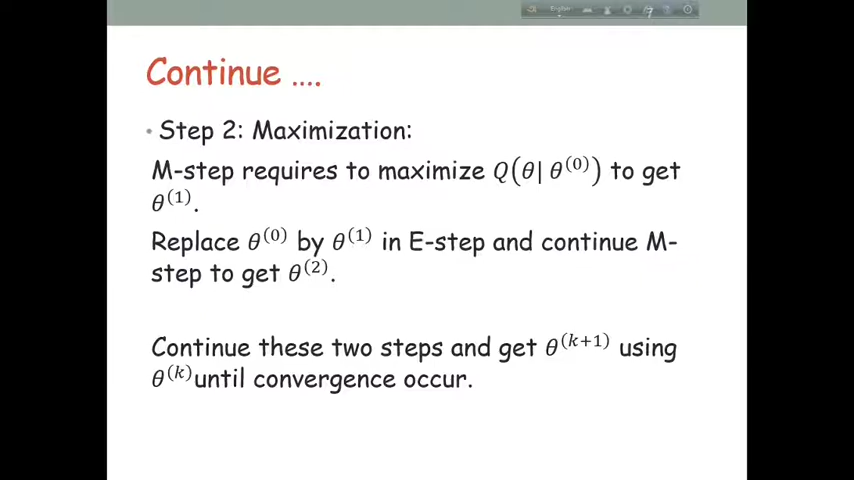 English
Continue ....
• Step 2: Maximization:
M-step requires to maximize Q(θ| θ^(0)) to get
θ^(1).
Replace θ^(0) by θ^(1) in E-step and continue M-
step to get θ^(2).
Continue these two steps and get θ^(k+1) using
θ^(k)until convergence occur.